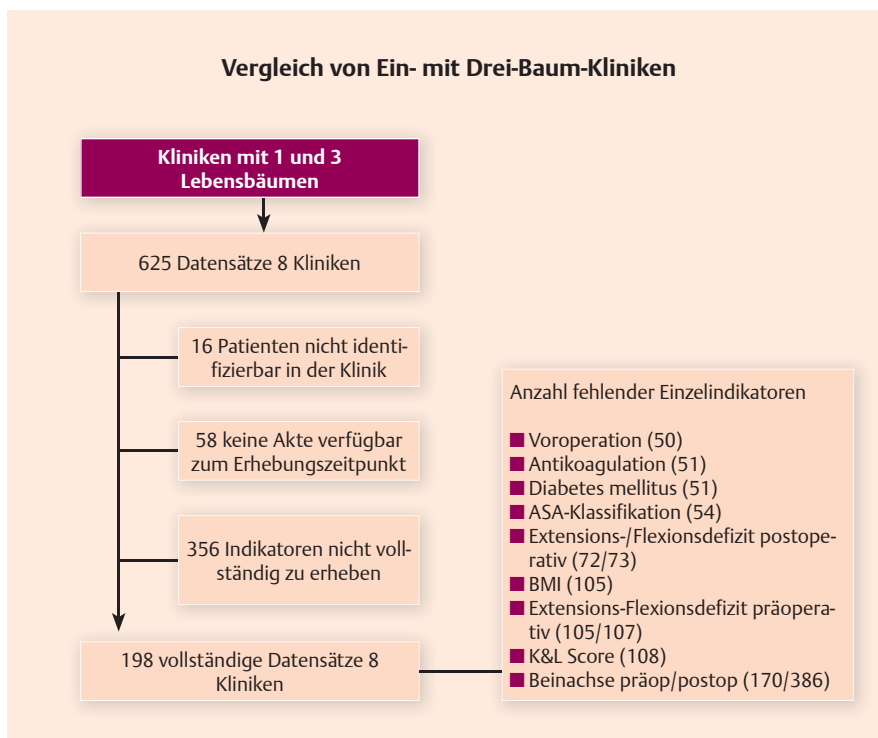 Vergleich von Ein- mit Drei-Baum-Kliniken
Kliniken mit 1 und 3
Lebensbäumen
625 Datensätze 8 Kliniken
16 Patienten nicht identi-
fizierbar in der Klinik
58 keine Akte verfügbar
zum Erhebungszeitpunkt
356 Indikatoren nicht voll-
ständig zu erheben
198 vollständige Datensätze 8
Kliniken
Anzahl fehlender Einzelindikatoren
■ Voroperation (50)
■ Antikoagulation (51)
■ Diabetes mellitus (51)
■ ASA-Klassifikation (54)
■ Extensions-/Flexionsdefizit postope-
rativ (72/73)
■ BMI (105)
■ Extensions-Flexionsdefizit präopera-
tiv (105/107)
■ K&L Score (108)
■ Beinachse präop/postop (170/386)